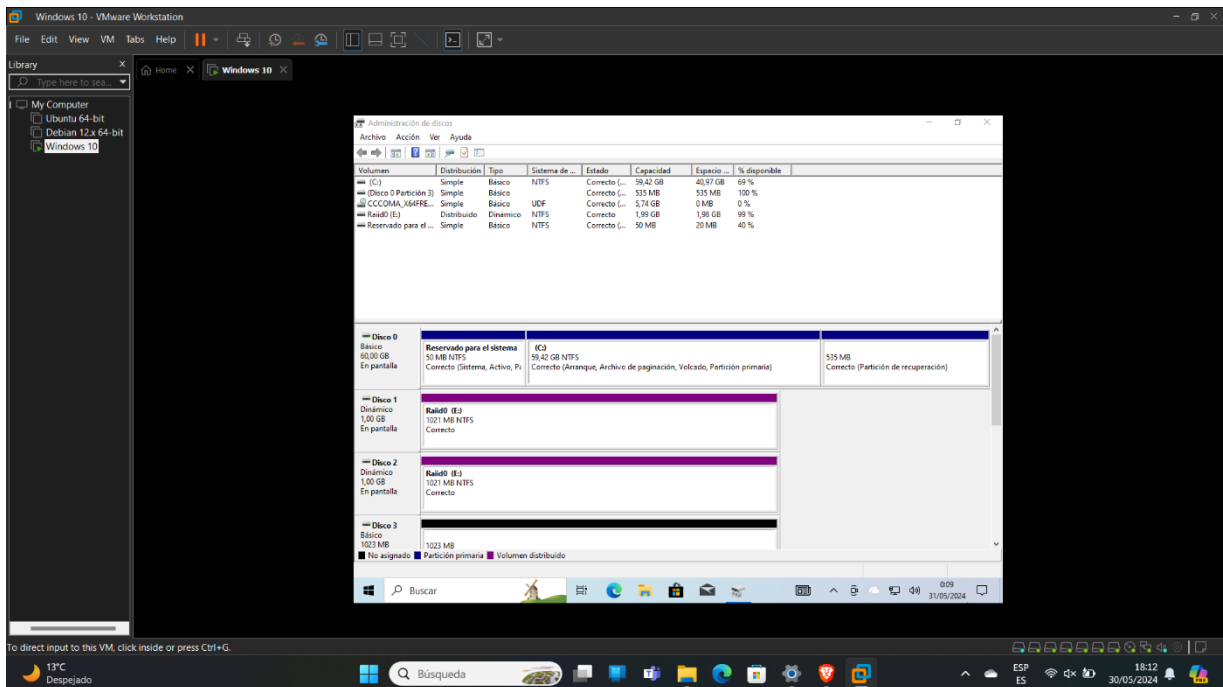 Windows 10 - VMware Workstation
File Edit View VM Tabs Help
Library X
Type here to sea...
Home X Windows 10 X
My Computer
Ubuntu 64-bit
Debian 12.x 64-bit
Windows 10
Administración de discos
Archivo Acción Ver Ayuda
Volumen Distribución Tipo Sistema de ... Estado Capacidad Espacio ... % disponible
(C:) Simple Básico NTFS Correcto (... 59,42 GB 40,97 GB 69 %
(Disco 0 Partición 3) Simple Básico Correcto (... 535 MB 535 MB 100 %
CCCOMA_X64FRE... Simple Básico UDF Correcto (... 5,74 GB 0 MB 0 %
Raiid0 (E:) Distribuido Dinámico NTFS Correcto 1,99 GB 1,98 GB 99 %
Reservado para el ... Simple Básico NTFS Correcto (... 50 MB 20 MB 40 %
Disco 0
Básico
60,00 GB
En pantalla
Reservado para el sistema
50 MB NTFS
Correcto (Sistema, Activo, Pa
(C:)
59,42 GB NTFS
Correcto (Arranque, Archivo de paginación, Volcado, Partición primaria)
535 MB
Correcto (Partición de recuperación)
Disco 1
Dinámico
1,00 GB
En pantalla
Raiid0 (E:)
1021 MB NTFS
Correcto
Disco 2
Dinámico
1,00 GB
En pantalla
Raiid0 (E:)
1021 MB NTFS
Correcto
Disco 3
Básico
1023 MB
1023 MB
No asignado Partición primaria Volumen distribuido
Buscar
0:09
31/05/2024
To direct input to this VM, click inside or press Ctrl+G.
13°C
Despejado
Búsqueda
ESP
ES
18:12
30/05/2024